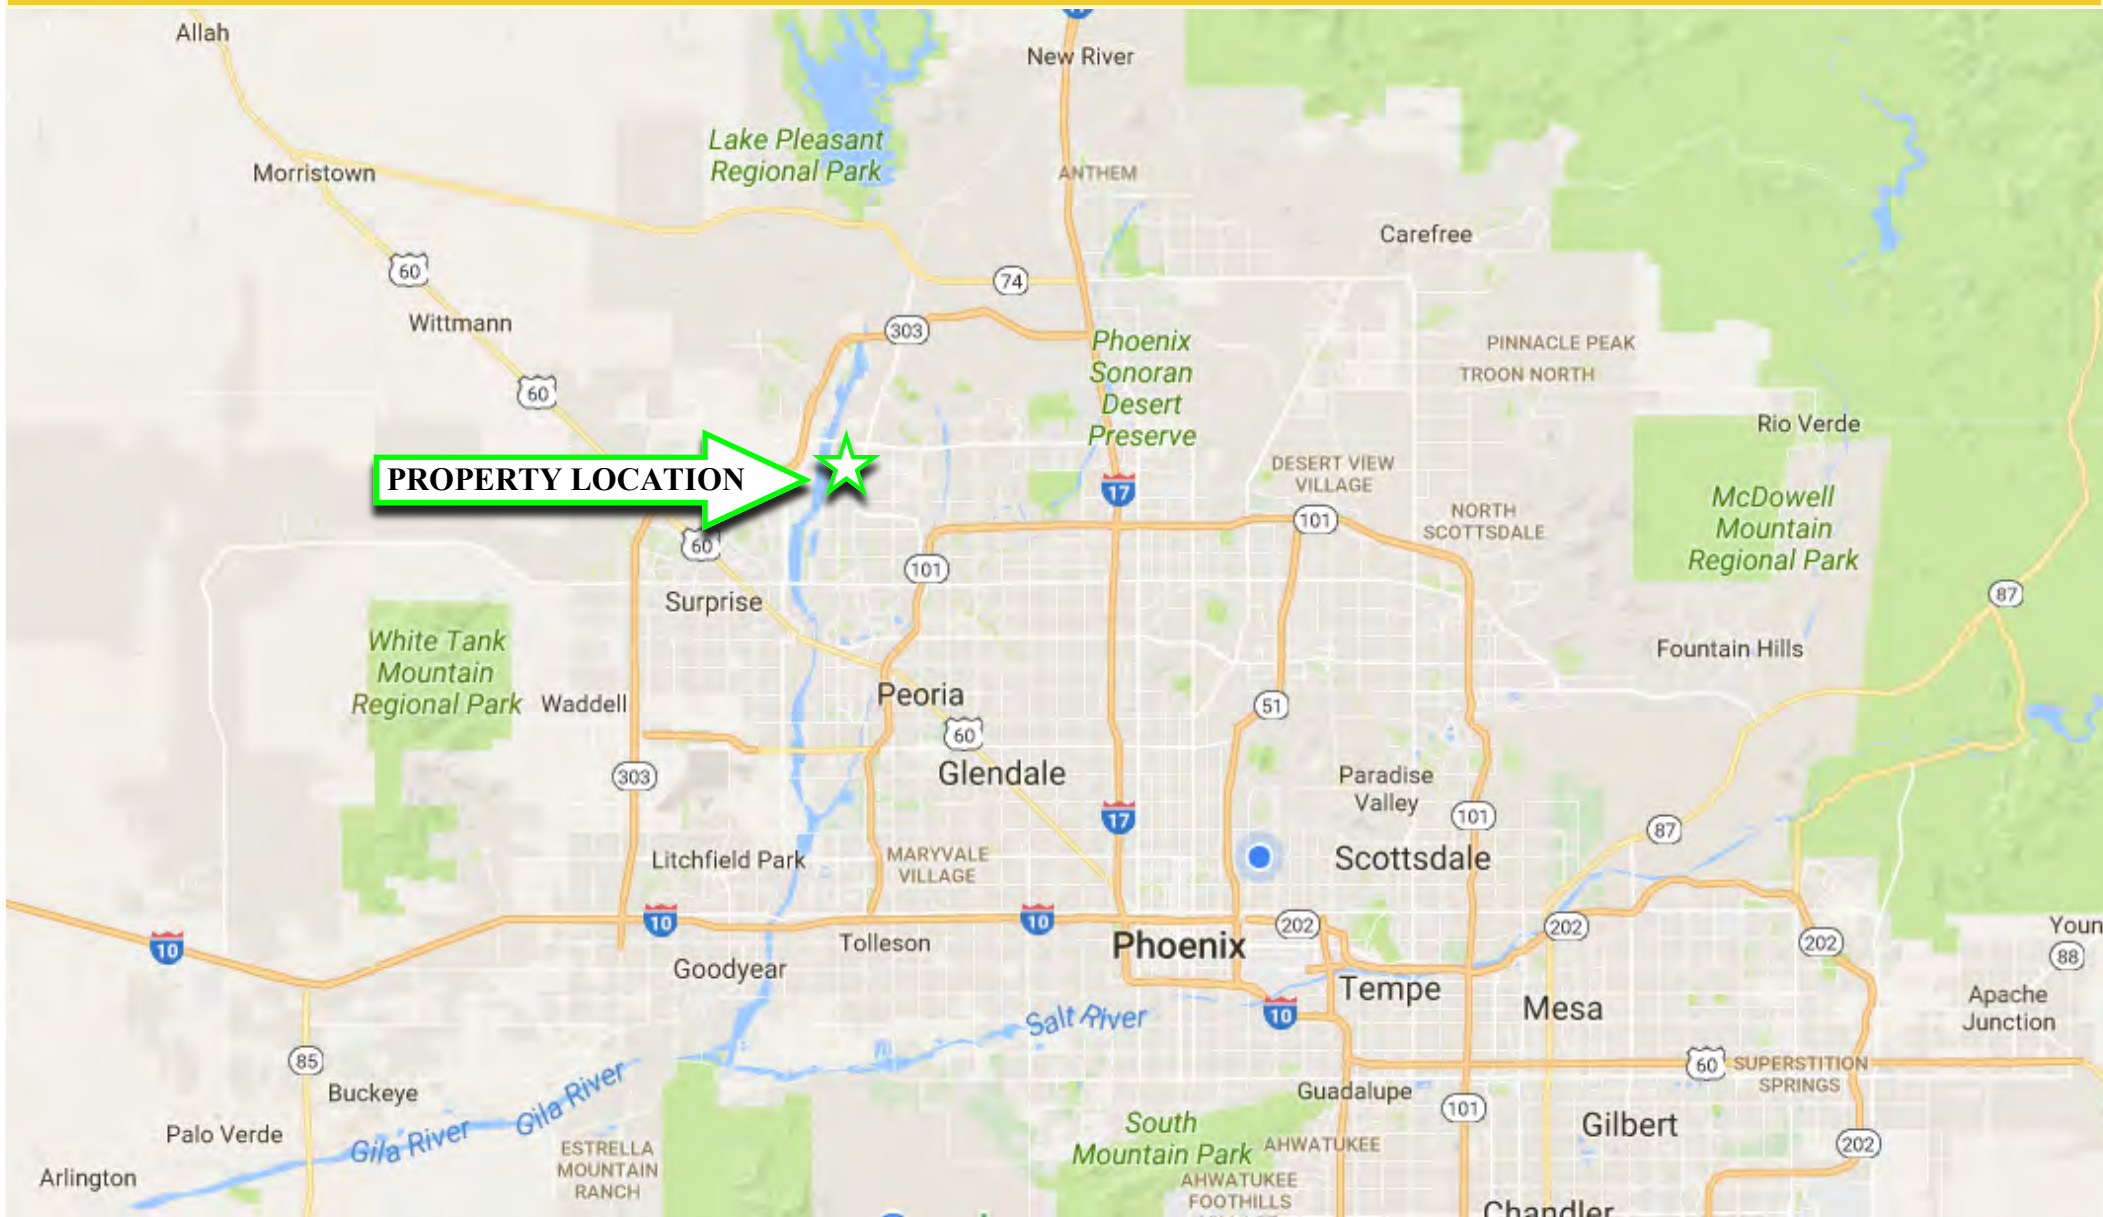 Allah
New River
Lake Pleasant
Regional Park
Morristown
ANTHEM
Carefree
60
74
Wittmann
303
Phoenix
Sonoran
Desert
Preserve
PINNACLE PEAK
TROON NORTH
60
Rio Verde
PROPERTY LOCATION
17
DESERT VIEW
VILLAGE
101
NORTH
SCOTTSDALE
McDowell
Mountain
Regional Park
60
101
Surprise
87
White Tank
Mountain
Regional Park
Waddell
Fountain Hills
Peoria
51
60
303
Glendale
Paradise
Valley
17
101
87
Litchfield Park
MARYVALE
VILLAGE
Scottsdale
10
10
10
202
202
202
Youn
88
Tolleson
Phoenix
Goodyear
Tempe
Mesa
Apache
Junction
10
Salt River
85
Buckeye
Gila River
Gila River
60
SUPERSTITION
SPRINGS
Guadalupe
101
Palo Verde
South
Mountain Park
AHWATUKEE
Gilbert
202
Arlington
ESTRELLA
MOUNTAIN
RANCH
AHWATUKEE
FOOTHILLS
Chandler